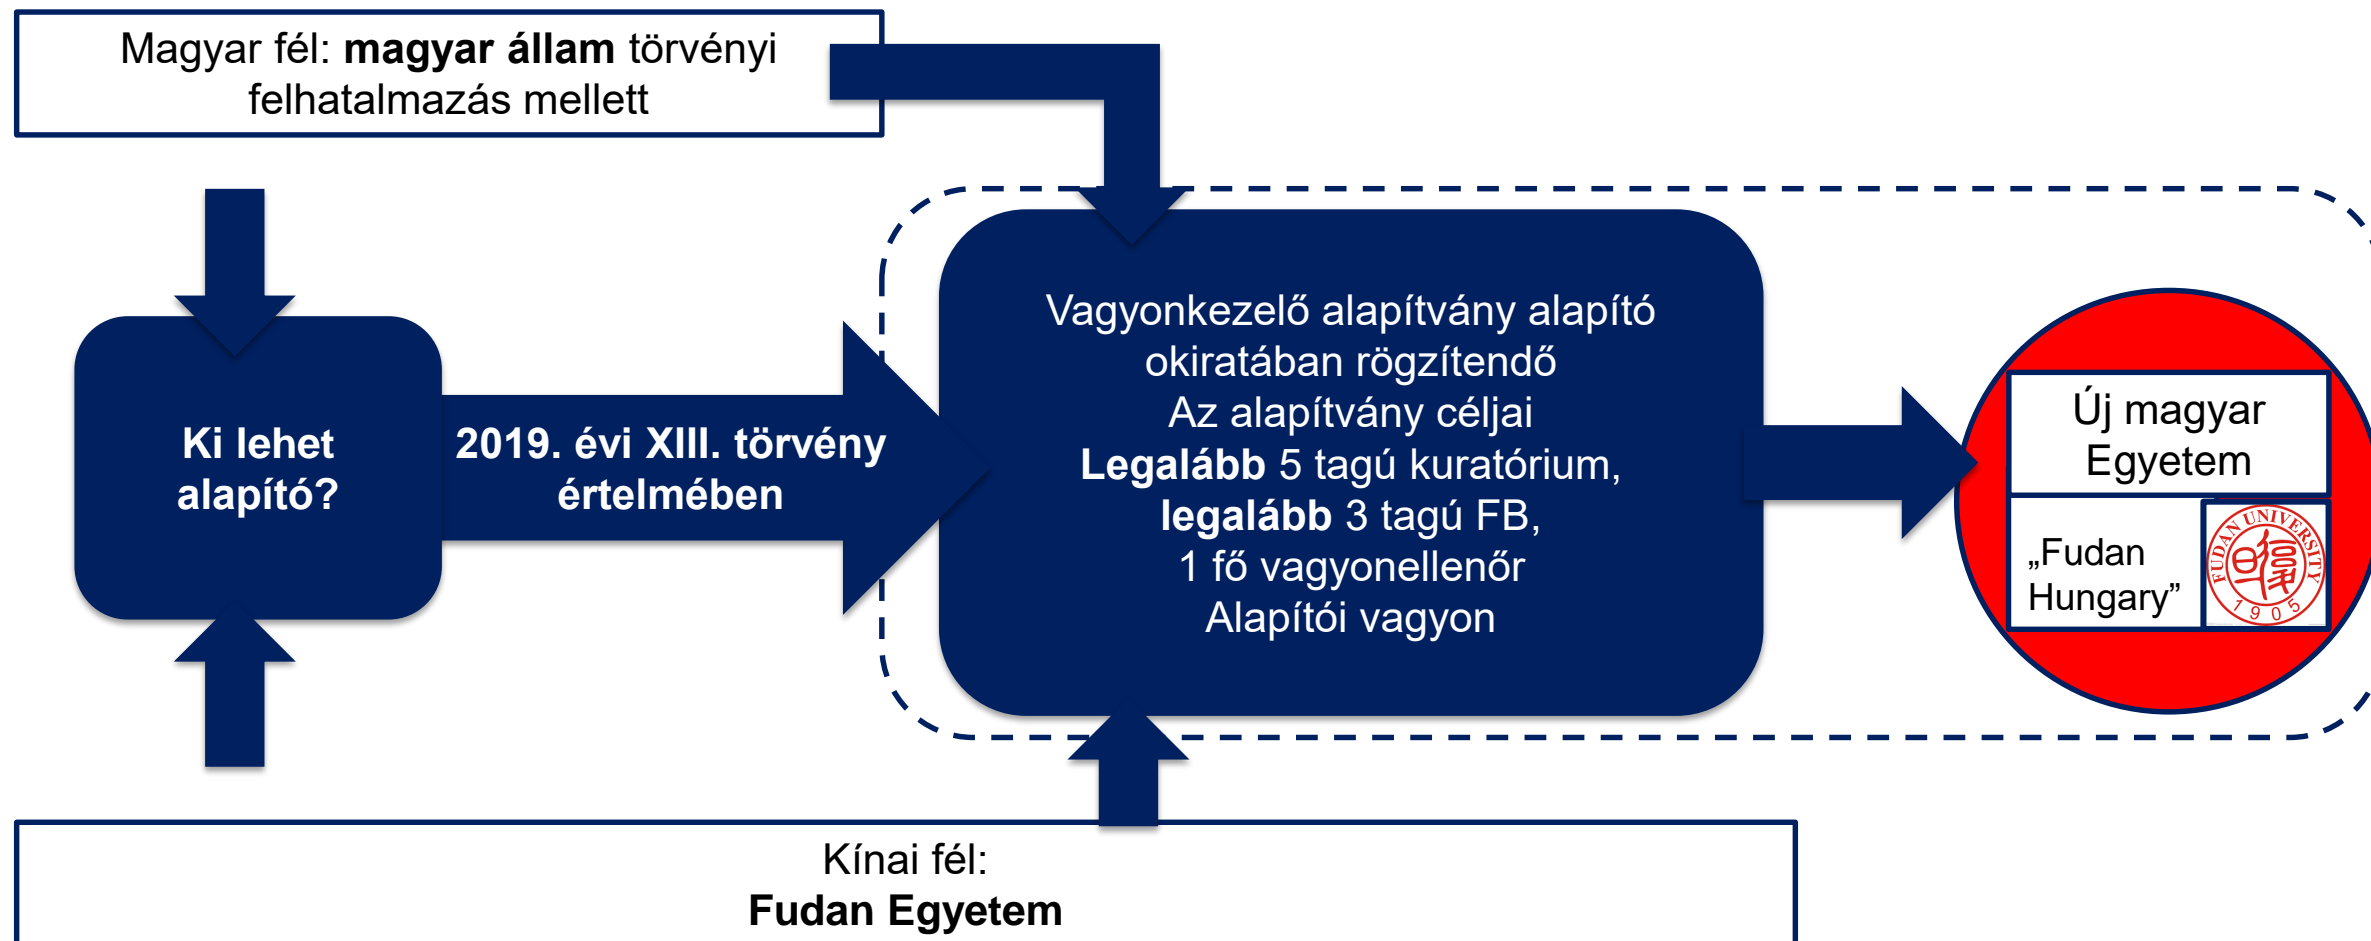 Magyar fél: magyar állam törvényi
felhatalmazás mellett
Ki lehet
alapító?
2019. évi XIII. törvény
értelmében
Vagyonkezelő alapítvány alapító
okiratában rögzítendő
Az alapítvány céljai
Legalább 5 tagú kuratórium,
legalább 3 tagú FB,
1 fő vagyonellenőr
Alapítói vagyon
Új magyar
Egyetem
„Fudan
Hungary”
FUDAN UNIVERSITY
1905
Kínai fél:
Fudan Egyetem